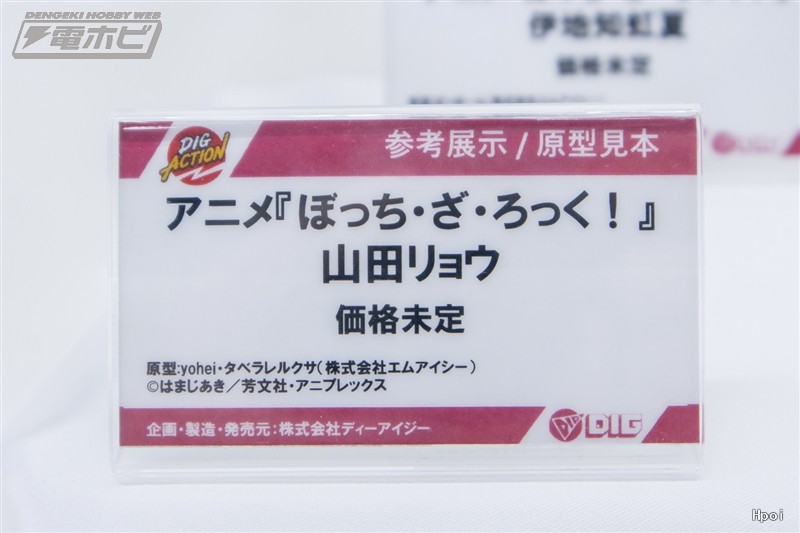 DENGEKI HOBBY WEB
電ホビ
伊地知虹夏
価格未定
DIG ACTION
参考展示/原型見本
アニメ『ぼっち・ざ・ろっく！』
山田リョウ
価格未定
原型:yohei・タベラレルクサ(株式会社エムアイシー)
©はまじあき／芳文社・アニプレックス
企画・製造・発売元:株式会社ディーアイジー
DIG DIG
Hpoi